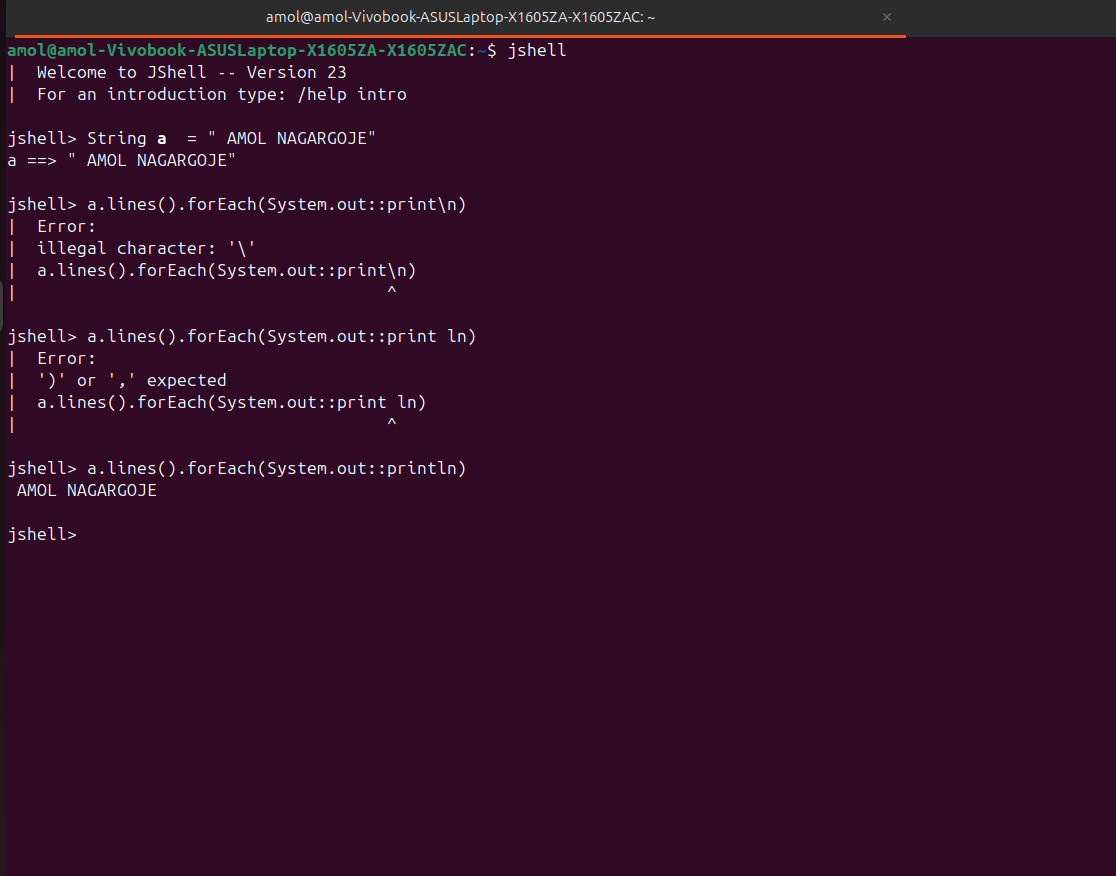 amol@amol-Vivobook-ASUSLaptop-X1605ZA-X1605ZAC: ~ ×
amol@amol-Vivobook-ASUSLaptop-X1605ZA-X1605ZAC:~$ jshell
|  Welcome to JShell -- Version 23
|  For an introduction type: /help intro
jshell> String a  = " AMOL NAGARGOJE"
a ==> " AMOL NAGARGOJE"
jshell> a.lines().forEach(System.out::print\n)
|  Error:
|  illegal character: '\'
|  a.lines().forEach(System.out::print\n)
|                                     ^
jshell> a.lines().forEach(System.out::print ln)
|  Error:
|  ')' or ',' expected
|  a.lines().forEach(System.out::print ln)
|                                     ^
jshell> a.lines().forEach(System.out::println)
 AMOL NAGARGOJE
jshell>